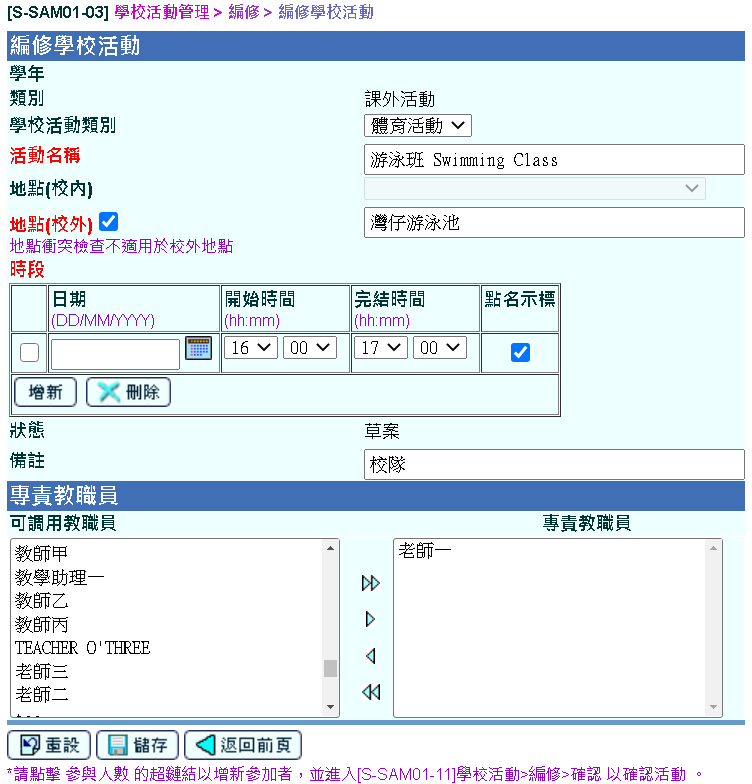 [S-SAM01-03] 學校活動管理 > 編修 > 編修學校活動
編修學校活動
學年
類別 課外活動
學校活動類別 體育活動
活動名稱 游泳班 Swimming Class
地點(校內)
地點(校外) 灣仔游泳池
地點衝突檢查不適用於校外地點
時段
日期 開始時間 完結時間 點名示標
(DD/MM/YYYY) (hh:mm) (hh:mm)
16 00 17 00
增新 刪除
狀態 草案
備註 校隊
專責教職員
可調用教職員 專責教職員
教師甲 老師一
教學助理一
教師乙
教師丙
TEACHER O'THREE
老師三
老師二
重設 儲存 返回前頁
*請點擊 參與人數 的超鏈結以增新參加者，並進入[S-SAM01-11]學校活動>編修>確認 以確認活動 。